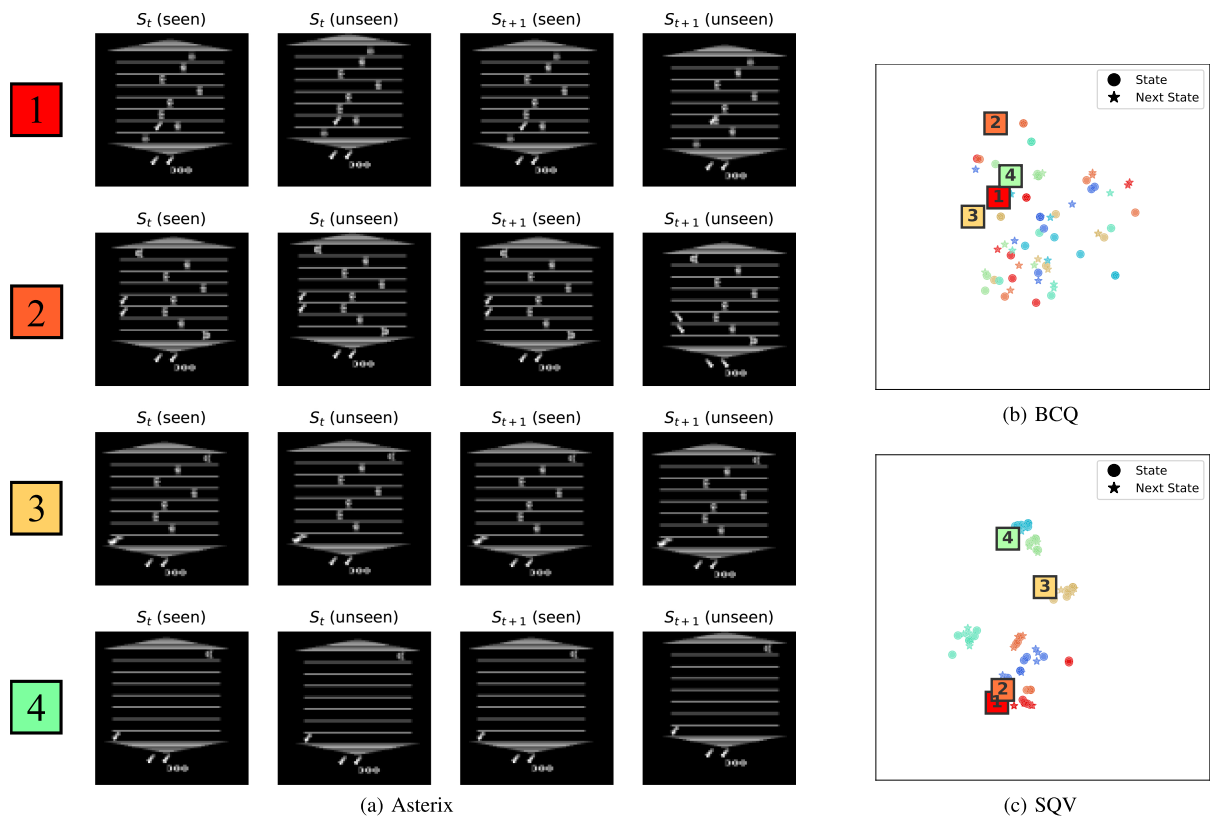 S_t (seen) S_t (unseen) S_{t+1} (seen) S_{t+1} (unseen)
1
S_t (seen) S_t (unseen) S_{t+1} (seen) S_{t+1} (unseen)
2
S_t (seen) S_t (unseen) S_{t+1} (seen) S_{t+1} (unseen)
3
S_t (seen) S_t (unseen) S_{t+1} (seen) S_{t+1} (unseen)
4
(a) Asterix
State
Next State
2
4
1
3
(b) BCQ
State
Next State
4
3
2
1
(c) SQV